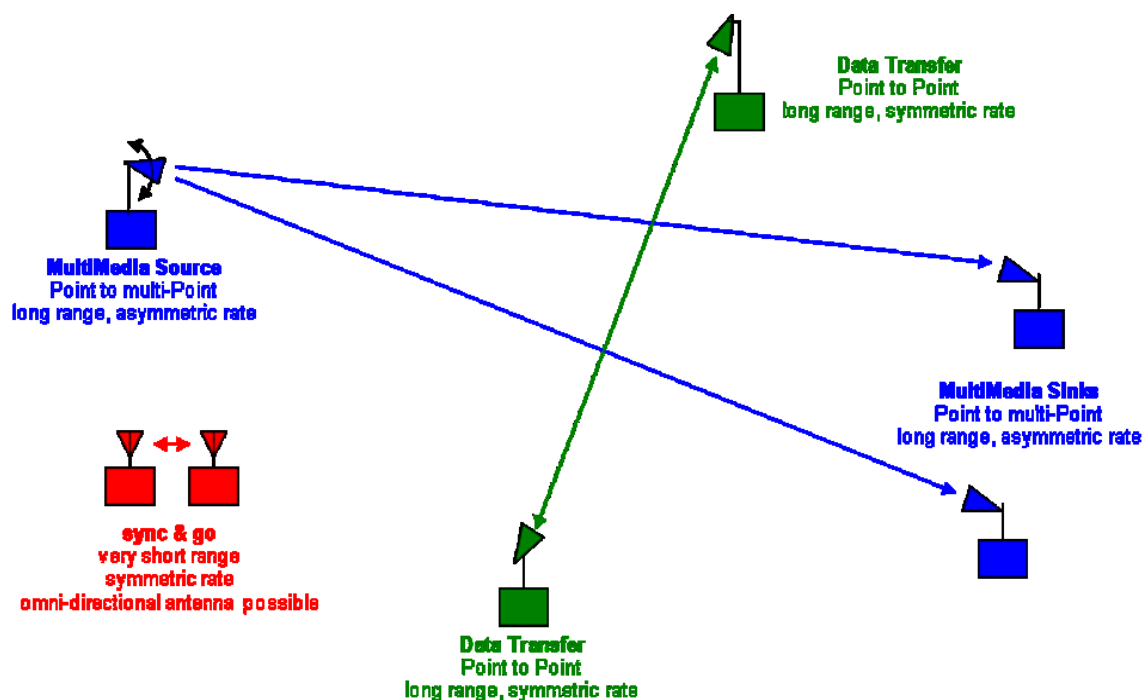 Data Transfer
Point to Point
long range, symmetric rate
MultiMedia Source
Point to multi-Point
long range, asymmetric rate
MultiMedia Sinks
Point to multi-Point
long range, asymmetric rate
sync & go
very short range
symmetric rate
omni-directional antenna possible
Data Transfer
Point to Point
long range, symmetric rate